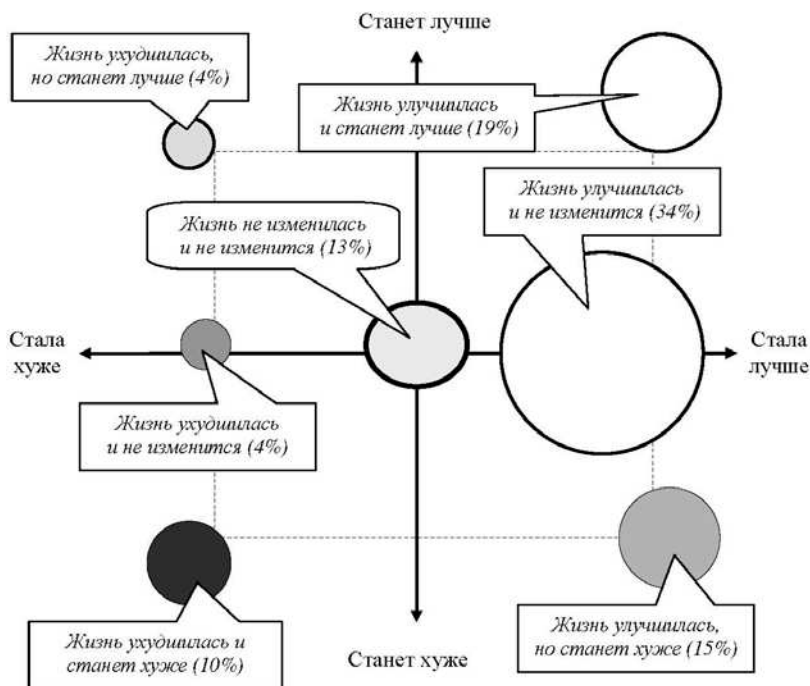 Станет лучше
Жизнь ухудшилась,
но станет лучше (4%)
Жизнь улучшилась
и станет лучше (19%)
Жизнь улучшилась
и не изменится (34%)
Жизнь не изменилась
и не изменится (13%)
Стала
хуже
Стала
лучше
Жизнь ухудшилась
и не изменится (4%)
Жизнь ухудшилась и
станет хуже (10%)
Станет хуже
Жизнь улучшилась,
но станет хуже (15%)